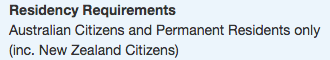 Residency Requirements
Australian Citizens and Permanent Residents only
(inc. New Zealand Citizens)